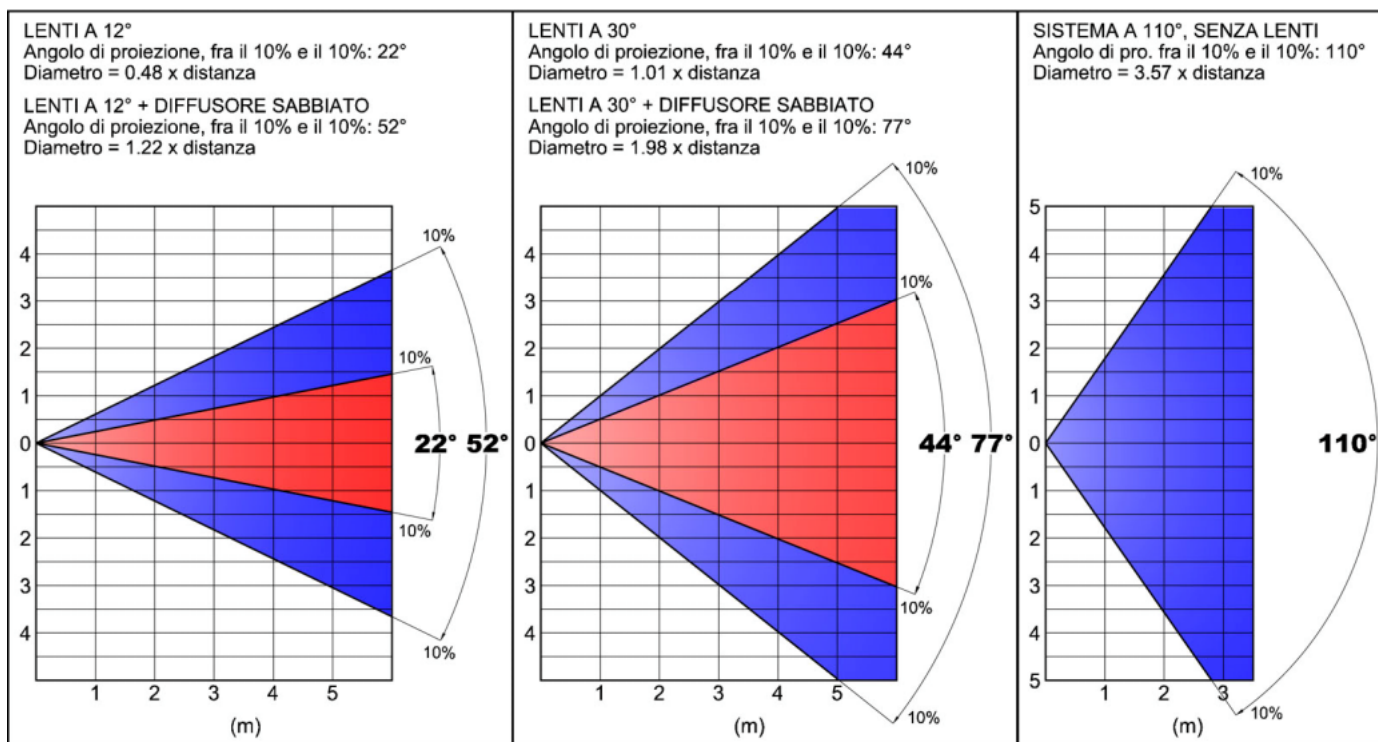 LENTI A 12°
Angolo di proiezione, fra il 10% e il 10%: 22°
Diametro = 0.48 x distanza
LENTI A 12° + DIFFUSORE SABBIATO
Angolo di proiezione, fra il 10% e il 10%: 52°
Diametro = 1.22 x distanza
10%
4
3
10%
2
1
0
22° 52°
1
2
10%
3
4
10%
1 2 3 4 5
(m)
LENTI A 30°
Angolo di proiezione, fra il 10% e il 10%: 44°
Diametro = 1.01 x distanza
LENTI A 30° + DIFFUSORE SABBIATO
Angolo di proiezione, fra il 10% e il 10%: 77°
Diametro = 1.98 x distanza
10%
4
10%
3
2
1
0
44° 77°
1
2
3
10%
4
1 2 3 4 5
10%
(m)
SISTEMA A 110°, SENZA LENTI
Angolo di pro. fra il 10% e il 10%: 110°
Diametro = 3.57 x distanza
10%
5
4
3
2
1
0
110°
1
2
3
4
5
1 2 3
10%
(m)